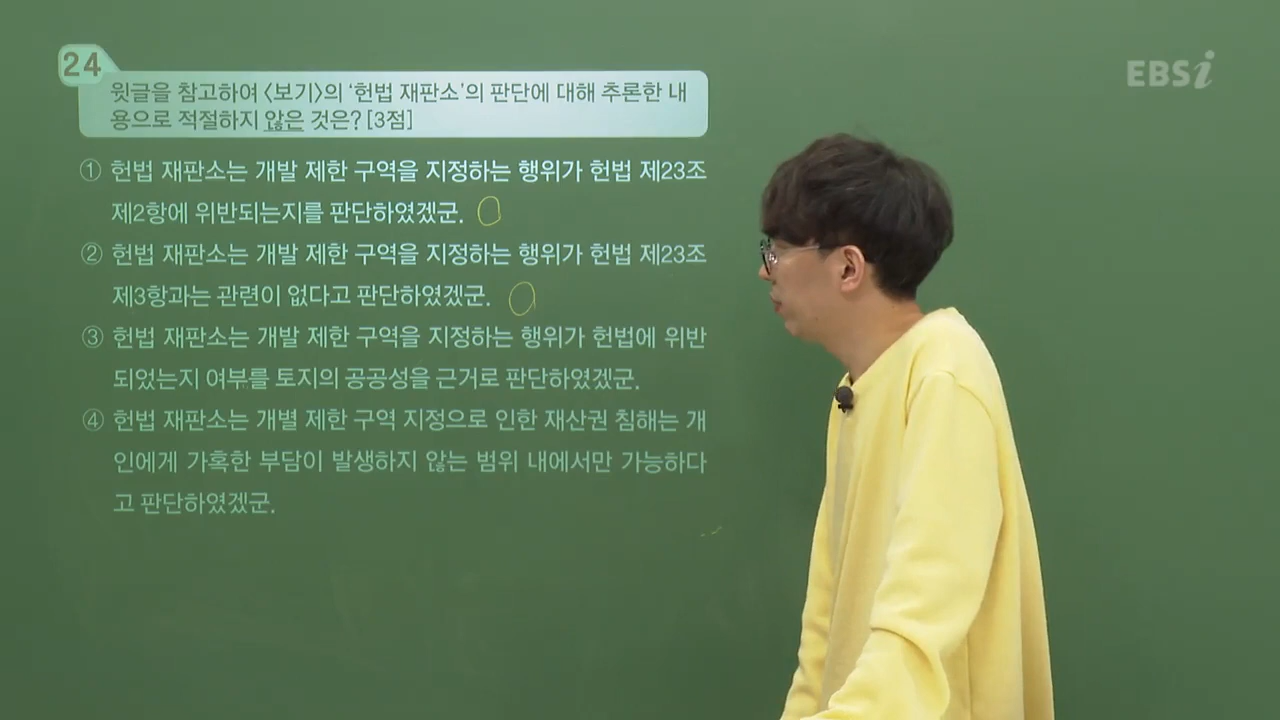 24
윗글을 참고하여 〈보기〉의 ‘헌법 재판소’의 판단에 대해 추론한 내
용으로 적절하지 않은 것은? [3점]
EBSi
① 헌법 재판소는 개발 제한 구역을 지정하는 행위가 헌법 제23조
제2항에 위반되는지를 판단하였겠군.
② 헌법 재판소는 개발 제한 구역을 지정하는 행위가 헌법 제23조
제3항과는 관련이 없다고 판단하였겠군.
③ 헌법 재판소는 개발 제한 구역을 지정하는 행위가 헌법에 위반
되었는지 여부를 토지의 공공성을 근거로 판단하였겠군.
④ 헌법 재판소는 개별 제한 구역 지정으로 인한 재산권 침해는 개
인에게 가혹한 부담이 발생하지 않는 범위 내에서만 가능하다
고 판단하였겠군.